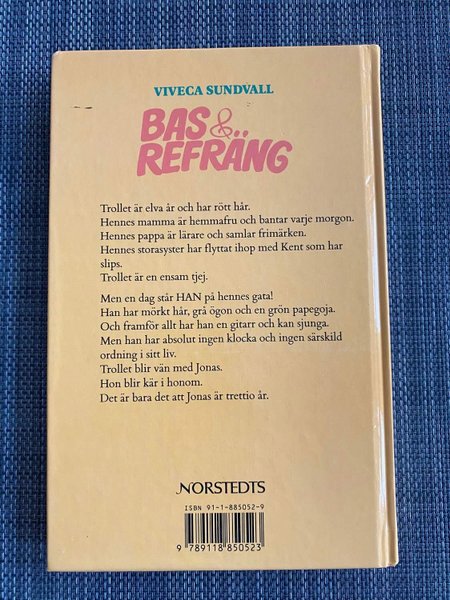 VIVECA SUNDVALL
BAS &
REFRÄNG
Trollet är elva år och har rött hår.
Hennes mamma är hemmafru och bantar varje morgon.
Hennes pappa är lärare och samlar frimärken.
Hennes storasyster har flyttat ihop med Kent som har
slips.
Trollet är en ensam tjej.
Men en dag står HAN på hennes gata!
Han har mörkt hår, grå ögon och en grön papegoja.
Och framför allt har han en gitarr och kan sjunga.
Men han har absolut ingen klocka och ingen särskild
ordning i sitt liv.
Trollet blir vän med Jonas.
Hon blir kär i honom.
Det är bara det att Jonas är trettio år.
NORSTEDTS
ISBN 91-1-885052-9
9 789118 850523